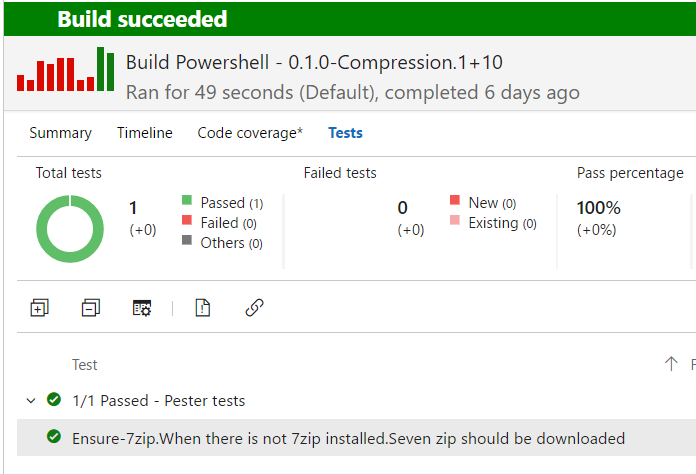 Build succeeded
Build Powershell - 0.1.0-Compression.1+10
Ran for 49 seconds (Default), completed 6 days ago
Summary Timeline Code coverage* Tests
Total tests Failed tests Pass percentage
1 Passed (1) 0 New (0) 100%
(+0) Failed (0) (+0) Existing (0) (+0%)
Others (0)
Test F
1/1 Passed - Pester tests
Ensure-7zip.When there is not 7zip installed.Seven zip should be downloaded